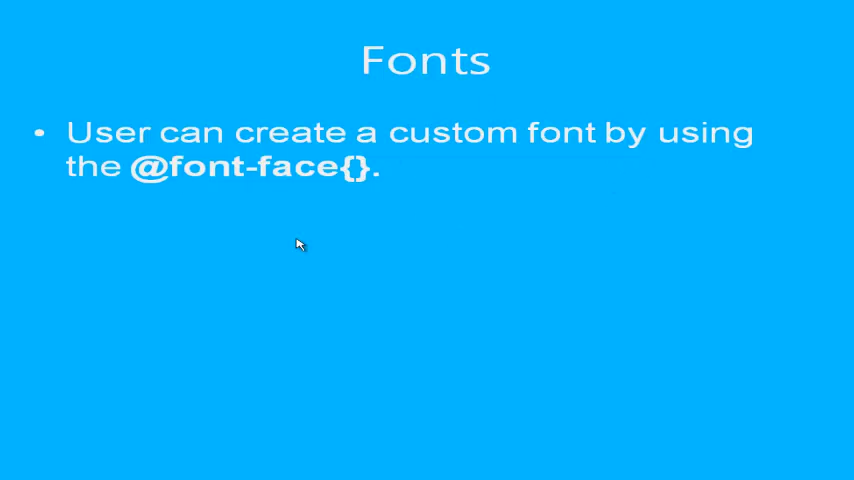 Fonts
• User can create a custom font by using
the @font-face{}.